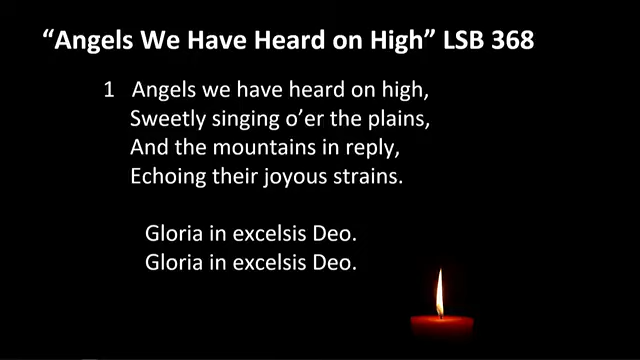 “Angels We Have Heard on High” LSB 368
1 Angels we have heard on high,
Sweetly singing o’er the plains,
And the mountains in reply,
Echoing their joyous strains.
Gloria in excelsis Deo.
Gloria in excelsis Deo.